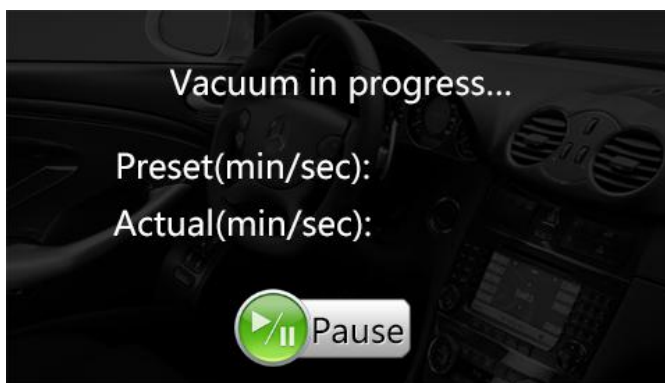 Vacuum in progress...
Preset(min/sec):
Actual(min/sec):
Pause